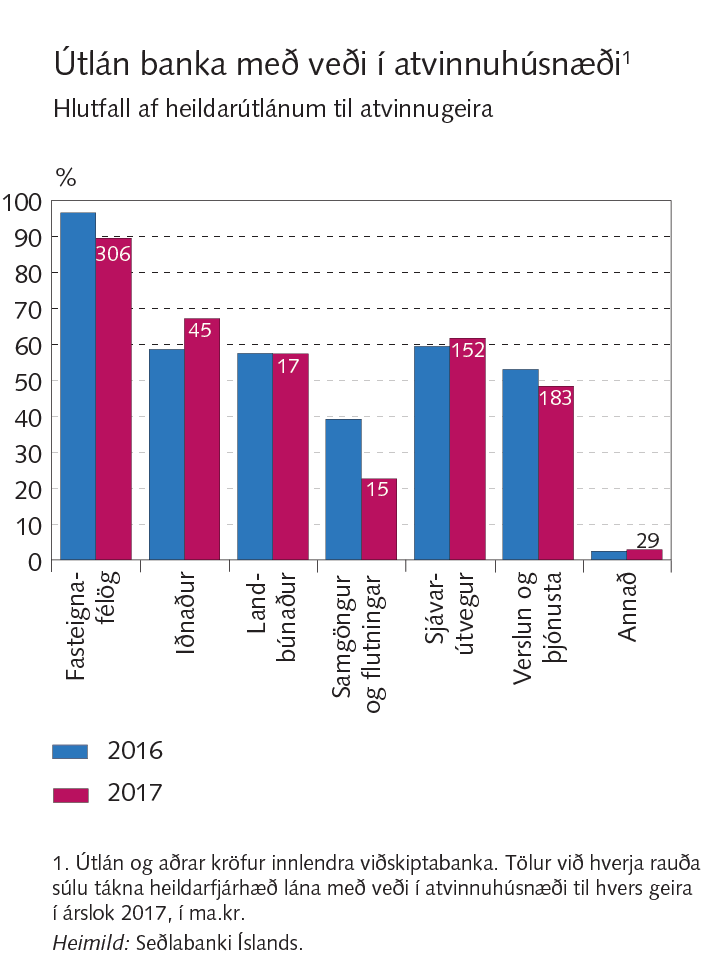 Útlán banka með veði í atvinnuhúsnæði¹
Hlutfall af heildarútlánum til atvinnugeira
%
100
90
80
70
60
50
40
30
20
10
0
306
45
17
15
152
183
29
Fasteigna-
félög
Iðnaður
Land-
búnaður
Samgöngur
og flutningar
Sjávar-
útvegur
Verslun og
þjónusta
Annað
2016
2017
1. Útlán og aðrar kröfur innlendra viðskiptabanka. Tölur við hverja rauða
súlu tákna heildarfjárhæð lána með veði í atvinnuhúsnæði til hvers geira
í árslok 2017, í ma.kr.
Heimild: Seðlabanki Íslands.